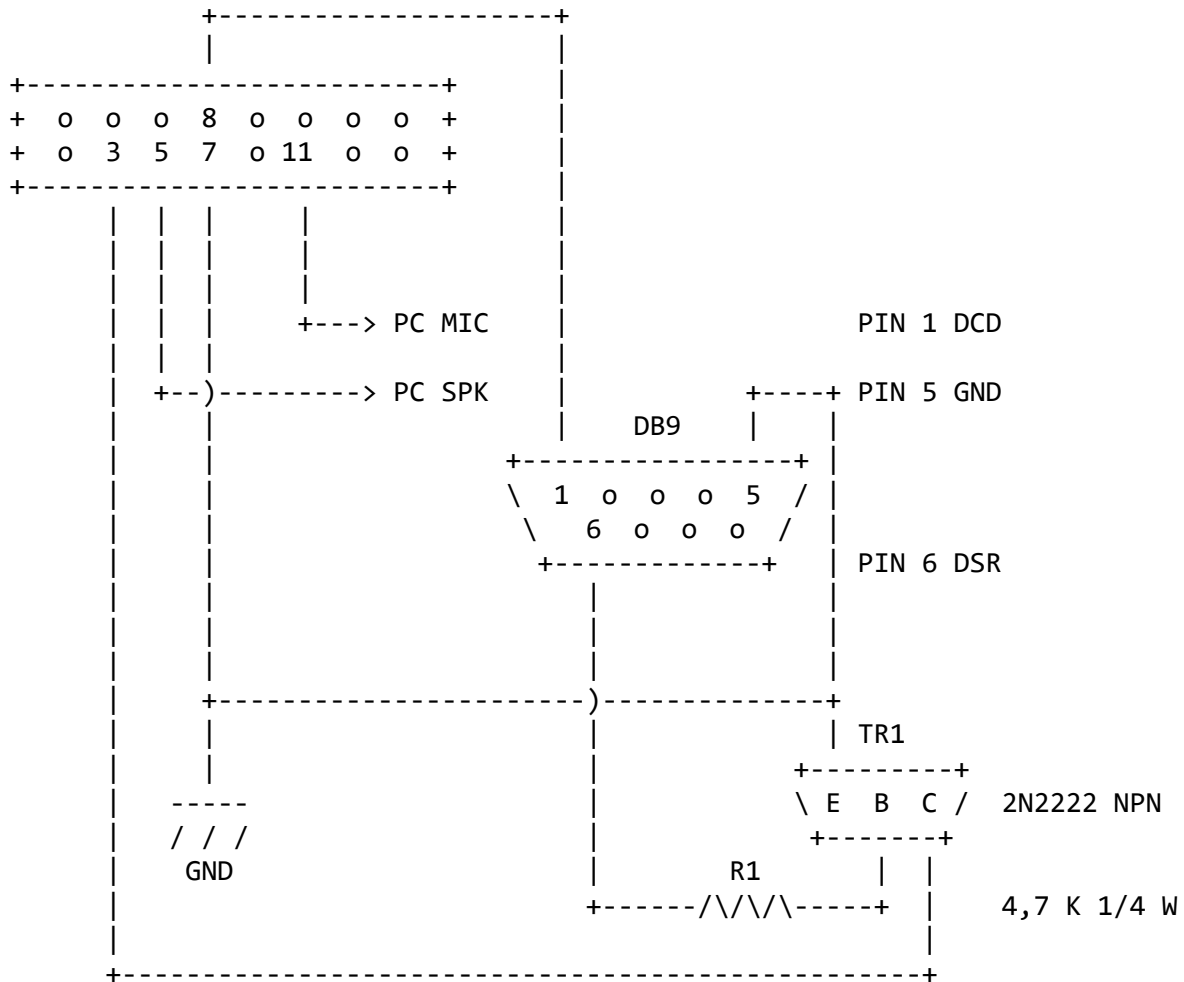 +--------------------+
|                    |
+--------------------------+
+  o  o  o  8  o  o  o  o  +
+  o  3  5  7  o 11  o  o  +
+--------------------------+
|  |  |     |
|  |  |     |
|  |  |     |
|  |  |     +---> PC MIC          PIN 1 DCD
|  |  |
|  +--)---------> PC SPK          +----+ PIN 5 GND
|     |              DB9          |    |
+-----------------+
\  1  o  o  o  5  /
\   6  o  o  o  /
+-------------+    | PIN 6 DSR
|
+----------------------)--------------+
| TR1
+---------+
-----          \ E  B  C /  2N2222 NPN
/ / /          +-------+
GND          R1        |  |
+------/\/\/\-----+  |    4,7 K 1/4 W
|
+--------------------------------------------------+